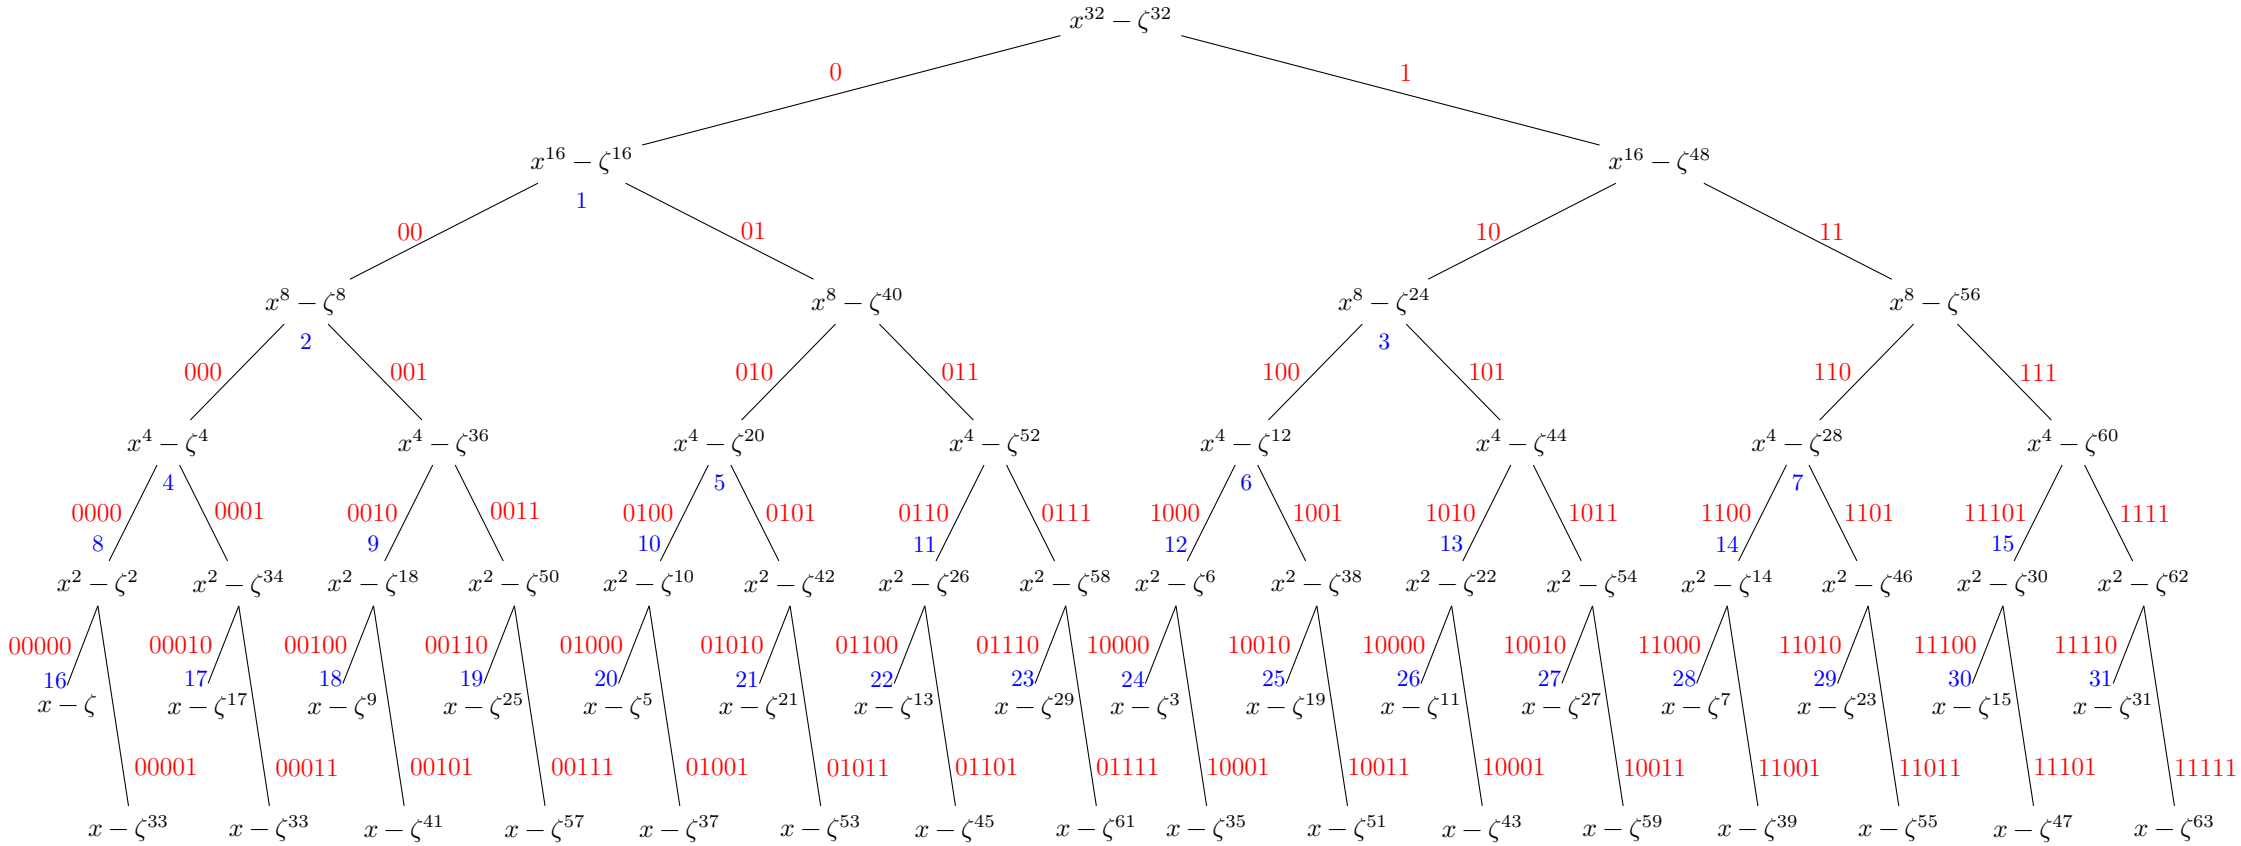 x^{32} − ζ^{32}
0 1
x^{16} − ζ^{16} x^{16} − ζ^{48}
1
00 01 10 11
x^8 − ζ^8 x^8 − ζ^{40} x^8 − ζ^{24} x^8 − ζ^{56}
2 3
000 001 010 011 100 101 110 111
x^4 − ζ^4 x^4 − ζ^{36} x^4 − ζ^{20} x^4 − ζ^{52} x^4 − ζ^{12} x^4 − ζ^{44} x^4 − ζ^{28} x^4 − ζ^{60}
4 5 6 7
0000 0001 0010 0011 0100 0101 0110 0111 1000 1001 1010 1011 1100 1101 11101 1111
8 9 10 11 12 13 14 15
x^2 − ζ^2 x^2 − ζ^{34} x^2 − ζ^{18} x^2 − ζ^{50} x^2 − ζ^{10} x^2 − ζ^{42} x^2 − ζ^{26} x^2 − ζ^{58} x^2 − ζ^6 x^2 − ζ^{38} x^2 − ζ^{22} x^2 − ζ^{54} x^2 − ζ^{14} x^2 − ζ^{46} x^2 − ζ^{30} x^2 − ζ^{62}
00000 00010 00100 00110 01000 01010 01100 01110 10000 10010 10000 10010 11000 11010 11100 11110
16 17 18 19 20 21 22 23 24 25 26 27 28 29 30 31
x − ζ x − ζ^{17} x − ζ^9 x − ζ^{25} x − ζ^5 x − ζ^{21} x − ζ^{13} x − ζ^{29} x − ζ^3 x − ζ^{19} x − ζ^{11} x − ζ^{27} x − ζ^7 x − ζ^{23} x − ζ^{15} x − ζ^{31}
00001 00011 00101 00111 01001 01011 01101 01111 10001 10011 10001 10011 11001 11011 11101 11111
x − ζ^{33} x − ζ^{33} x − ζ^{41} x − ζ^{57} x − ζ^{37} x − ζ^{53} x − ζ^{45} x − ζ^{61} x − ζ^{35} x − ζ^{51} x − ζ^{43} x − ζ^{59} x − ζ^{39} x − ζ^{55} x − ζ^{47} x − ζ^{63}